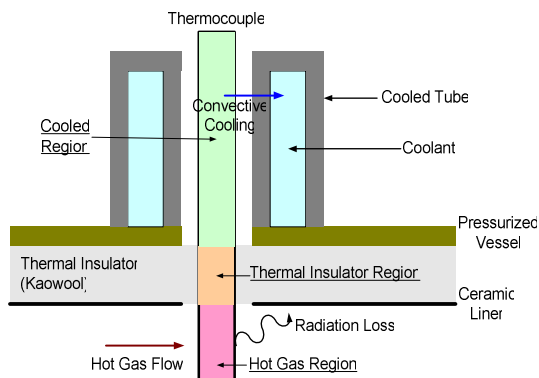 Thermocouple
Convective
Cooling
Cooled Tube
Cooled
Region
Coolant
Pressurized
Vessel
Thermal Insulator
(Kaowool)
Thermal Insulator Region
Ceramic
Liner
Radiation Loss
Hot Gas Flow
Hot Gas Region